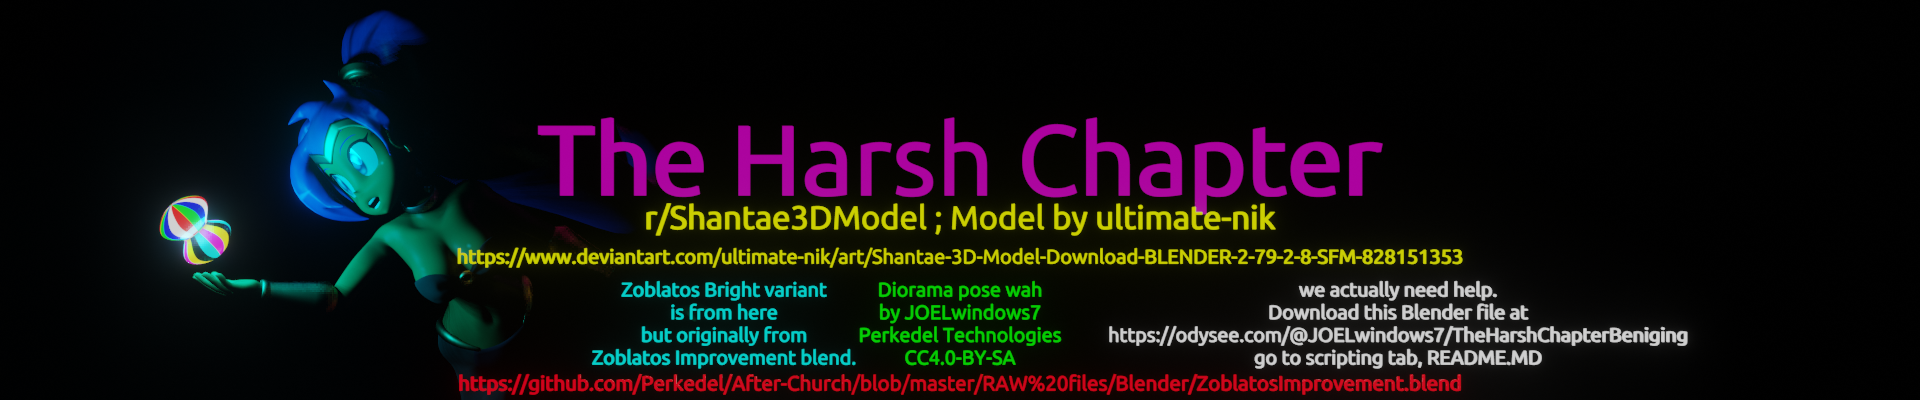 The Harsh Chapter
r/Shantae3DModel ; Model by ultimate-nik
https://www.deviantart.com/ultimate-nik/art/Shantae-3D-Model-Download-BLENDER-2-79-2-8-SFM-828151353
Zoblatos Bright variant
is from here
but originally from
Zoblatos Improvement blend.
Diorama pose wah
by JOELwindows7
Perkedel Technologies
CC4.0-BY-SA
we actually need help.
Download this Blender file at
https://odysee.com/@JOELwindows7/TheHarshChapterBeniging
go to scripting tab, README.MD
https://github.com/Perkedel/After-Church/blob/master/RAW%20files/Blender/ZoblatosImprovement.blend